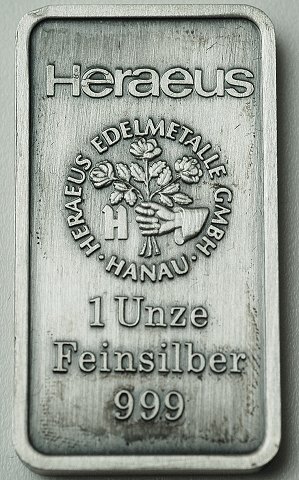 Heraeus
HERAEUS EDELMETALLE GMBH
· HANAU ·
H
1 Unze
Feinsilber
999